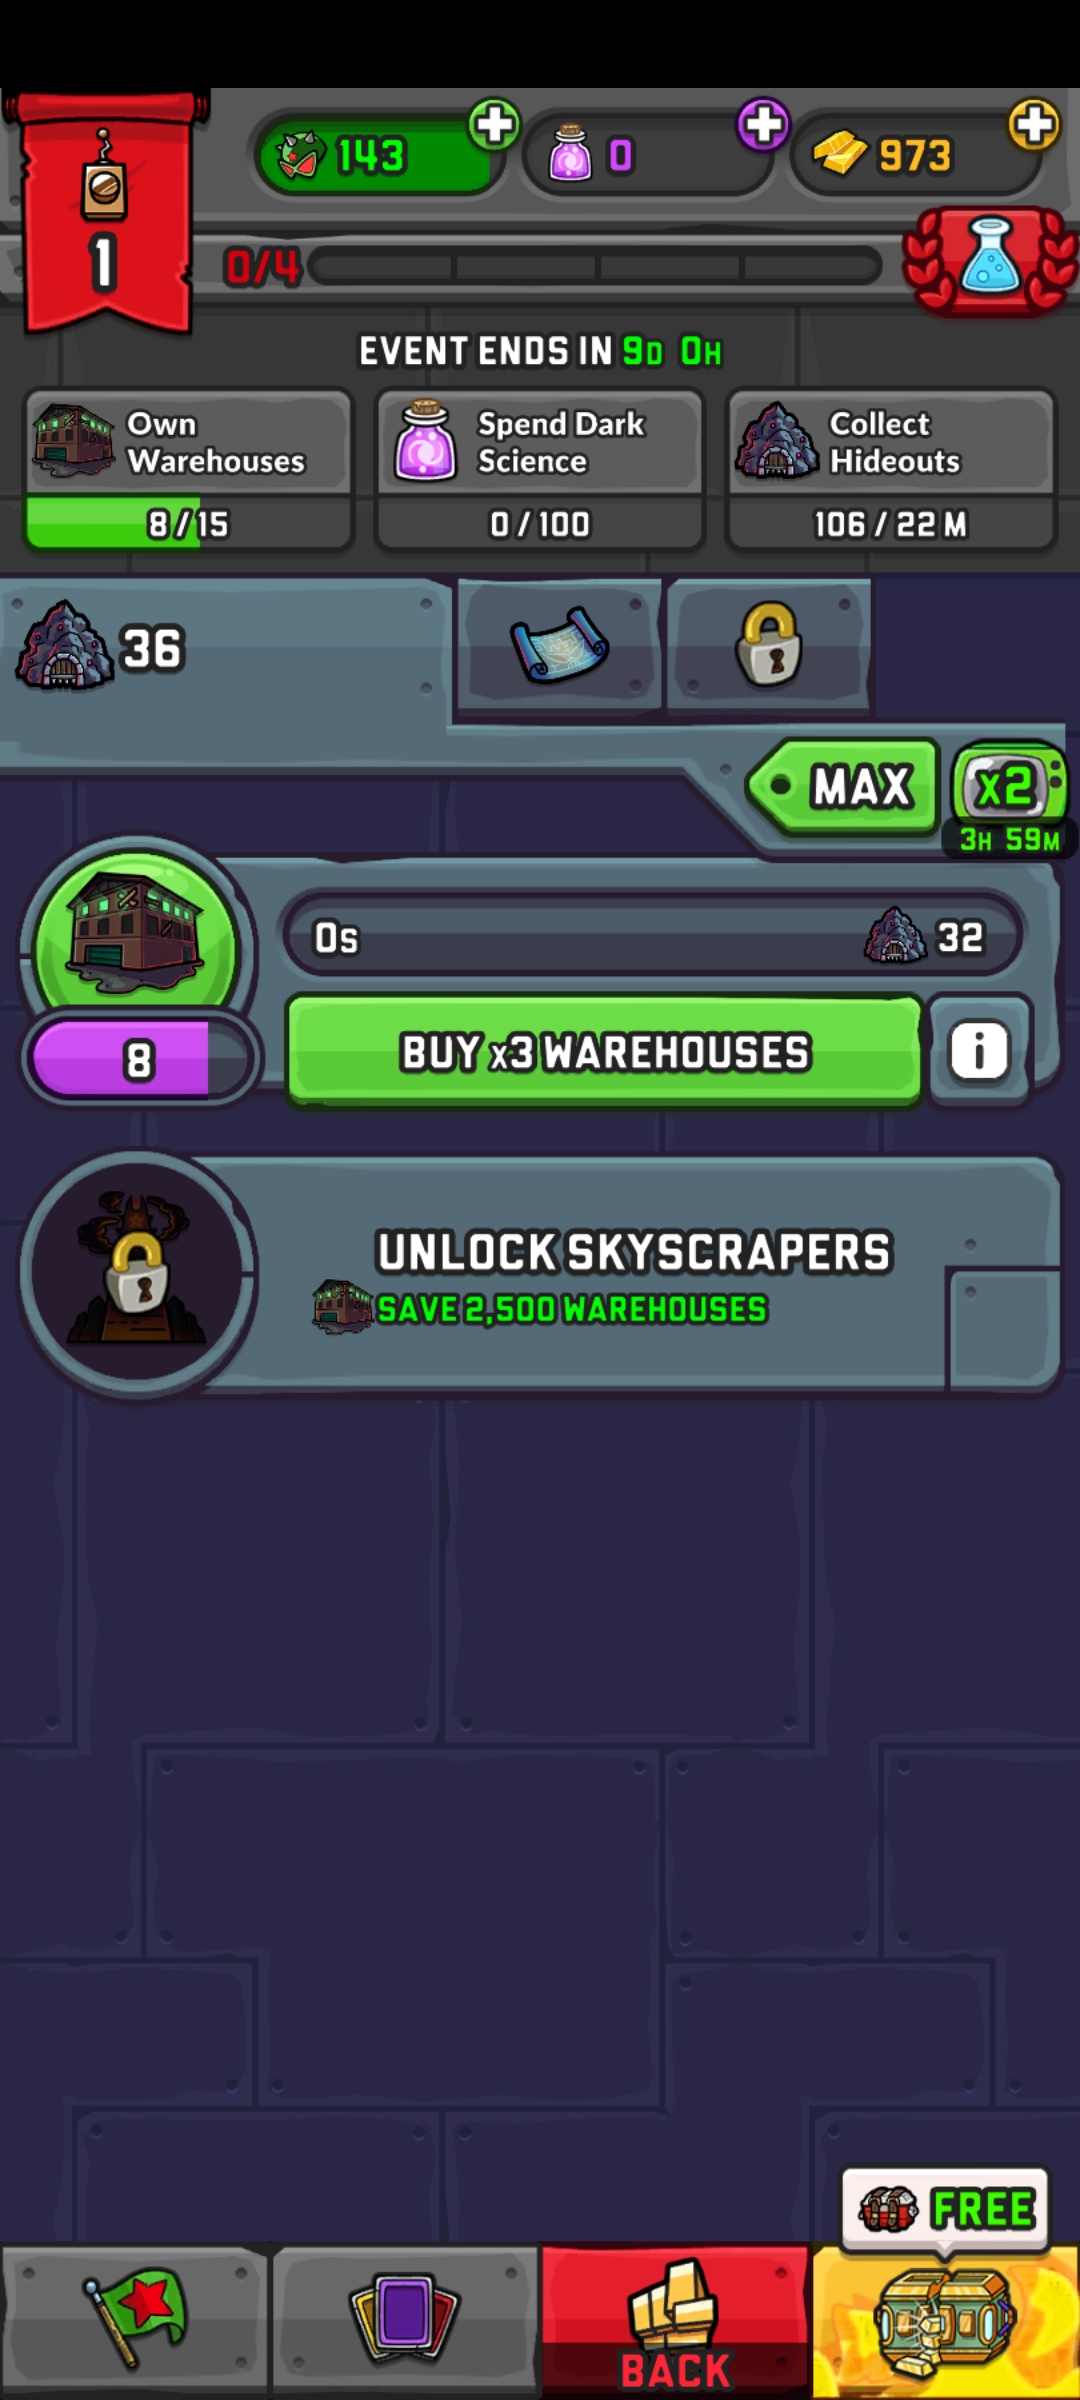 143
0
973
1
0/4
EVENT ENDS IN 9D 0H
Own
Warehouses
8/15
Spend Dark
Science
0/100
Collect
Hideouts
106/22 M
36
MAX
x2
3H 59M
0s
32
8
BUY x3 WAREHOUSES
i
UNLOCK SKYSCRAPERS
SAVE 2,500 WAREHOUSES
FREE
BACK